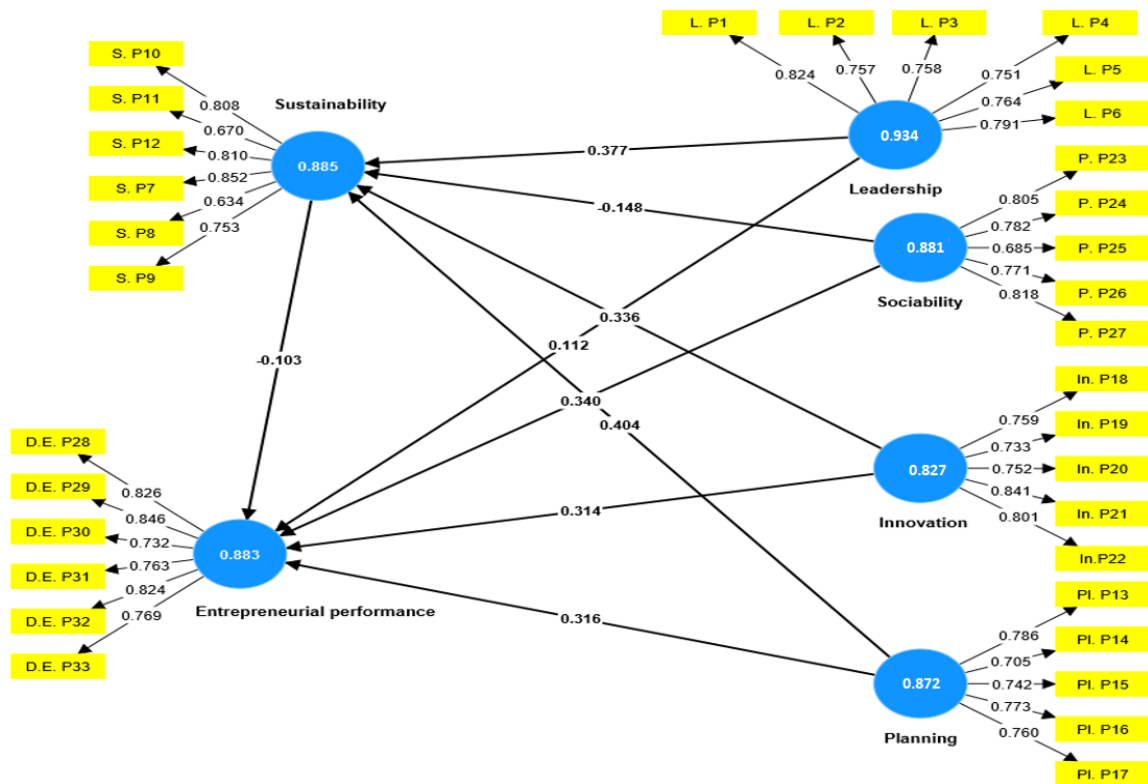 L. P1
L. P2
L. P3
L. P4
S. P10
0.824
0.757
0.758
0.751
L. P5
0.764
S. P11
0.808
Sustainability
L. P6
0.791
0.670
S. P12
0.810
0.885
0.377
0.934
P. P23
S. P7
0.852
Leadership
0.805
P. P24
0.634
-0.148
0.782
S. P8
0.753
0.881
0.685
P. P25
0.771
P. P26
S. P9
0.818
Sociability
P. P27
0.336
0.112
-0.103
In. P18
0.340
0.759
In. P19
0.404
0.733
D.E. P28
0.752
In. P20
D.E. P29
0.826
0.827
0.841
In. P21
0.846
0.801
D.E. P30
0.732
0.314
Innovation
0.883
In.P22
D.E. P31
0.763
0.824
Pl. P13
D.E. P32
0.769
Entrepreneurial performance
0.316
0.786
Pl. P14
0.705
D.E. P33
0.872
0.742
Pl. P15
0.773
0.760
Pl. P16
Planning
Pl. P17